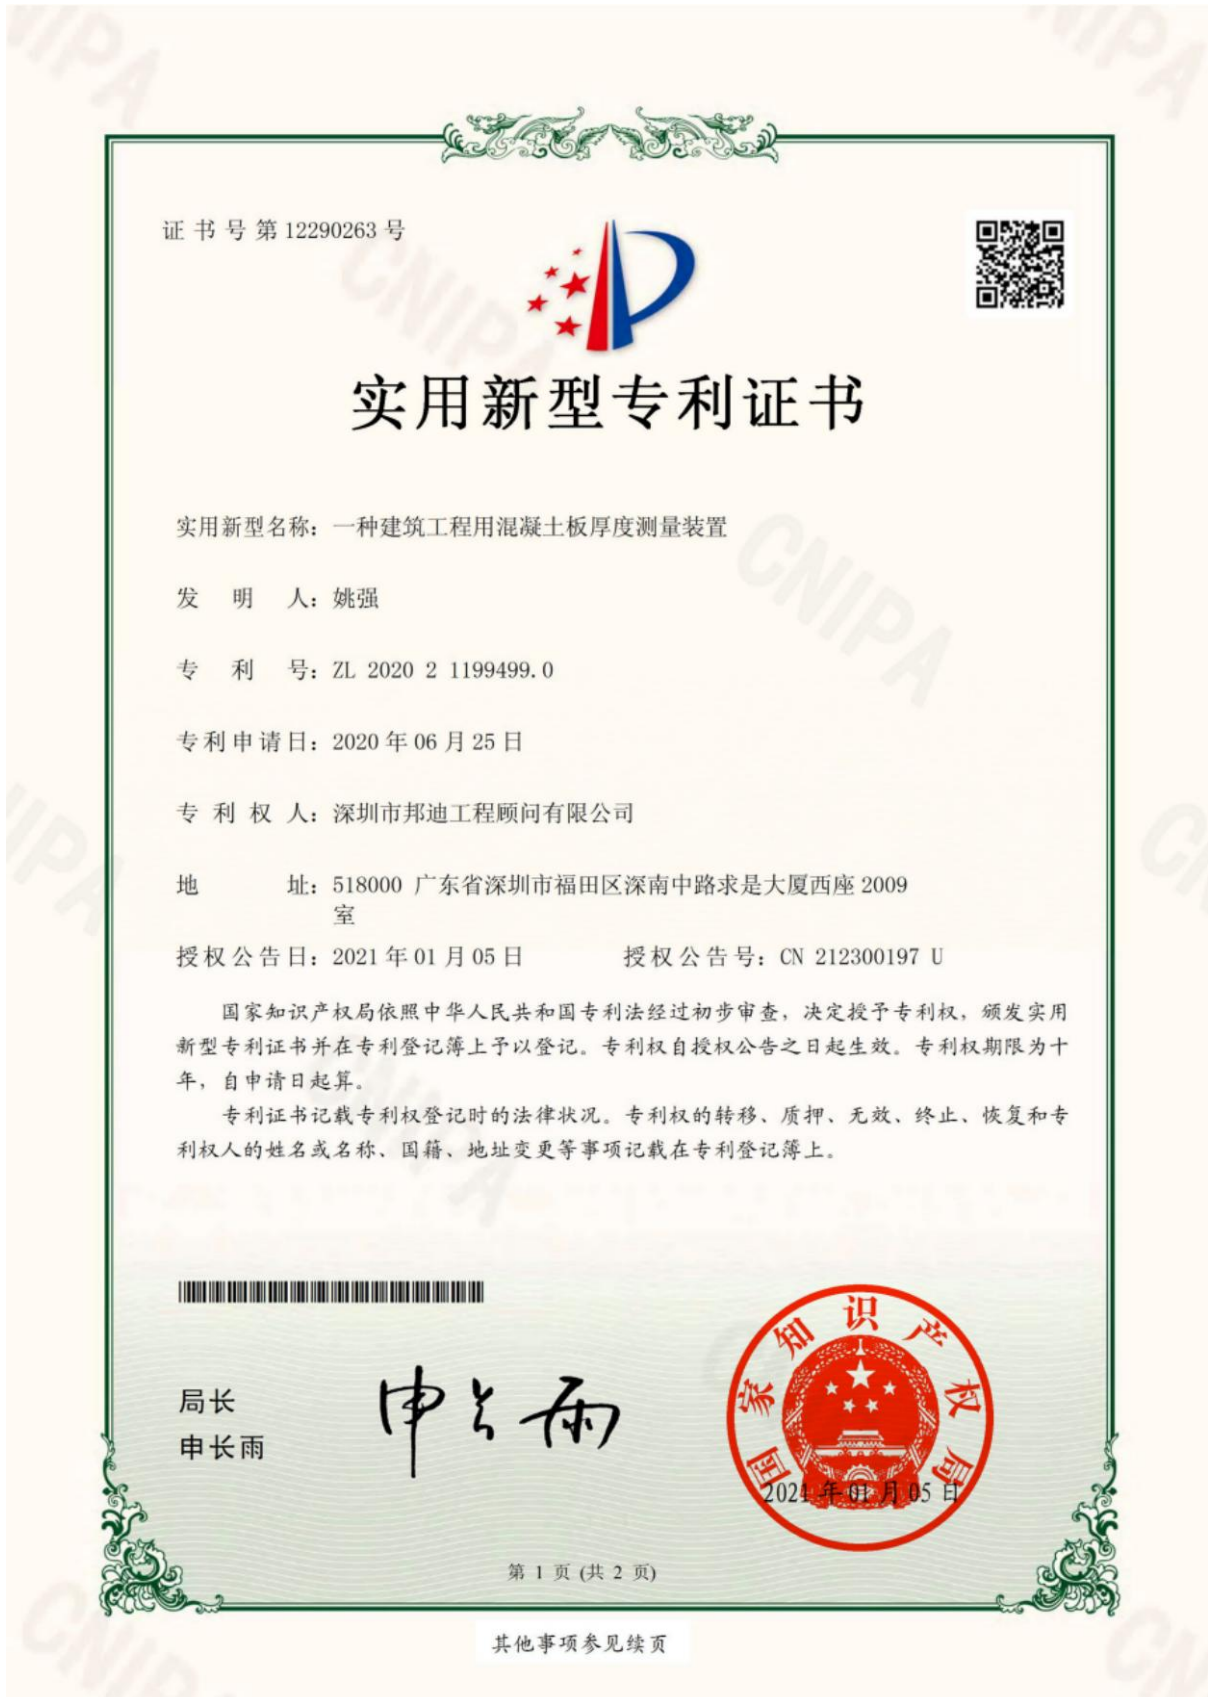 证书号第12290263号
实用新型专利证书
实用新型名称：一种建筑工程用混凝土板厚度测量装置
发明人：姚强
专利号：ZL 2020 2 1199499.0
专利申请日：2020年06月25日
专利权人：深圳市邦迪工程顾问有限公司
地址：518000 广东省深圳市福田区深南中路求是大厦西座2009
室
授权公告日：2021年01月05日 授权公告号：CN 212300197 U
国家知识产权局依照中华人民共和国专利法经过初步审查，决定授予专利权，颁发实用
新型专利证书并在专利登记簿上予以登记。专利权自授权公告之日起生效。专利权期限为十
年，自申请日起算。
专利证书记载专利权登记时的法律状况。专利权的转移、质押、无效、终止、恢复和专
利权人的姓名或名称、国籍、地址变更等事项记载在专利登记簿上。
局长
申长雨
申长雨
国家知识产权局
2021年01月05日
第 1 页 (共 2 页)
其他事项参见续页
CNIPA
CNIPA
CNIPA
CNIPA
CNIPA